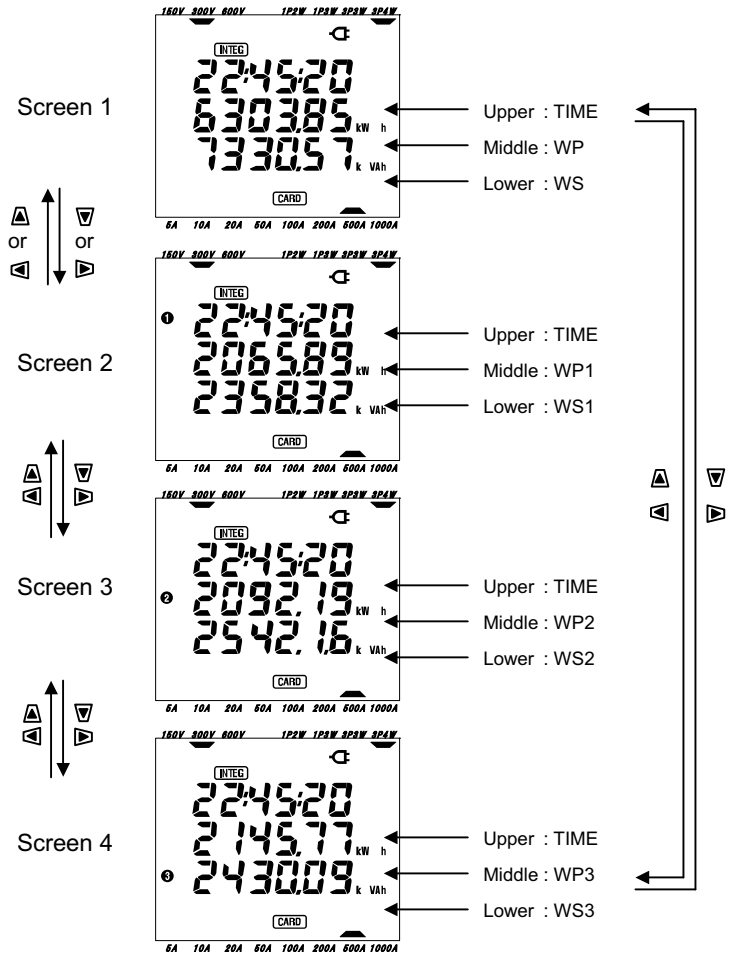 150V 300V 600V 1P2W 1P3W 3P3W 3P4W
INTEG
22:45:20
6303.85 kW h
7330.57 k VAh
CARD
5A 10A 20A 50A 100A 200A 500A 1000A
Screen 1
Upper : TIME
Middle : WP
Lower : WS
or or
150V 300V 600V 1P2W 1P3W 3P3W 3P4W
INTEG
1
22:45:20
2065.89 kW h
2358.32 k VAh
CARD
5A 10A 20A 50A 100A 200A 500A 1000A
Screen 2
Upper : TIME
Middle : WP1
Lower : WS1
150V 300V 600V 1P2W 1P3W 3P3W 3P4W
INTEG
22:45:20
2
2092.19 kW h
2542.16 k VAh
CARD
5A 10A 20A 50A 100A 200A 500A 1000A
Screen 3
Upper : TIME
Middle : WP2
Lower : WS2
150V 300V 600V 1P2W 1P3W 3P3W 3P4W
INTEG
22:45:20
2145.77 kW h
3
2430.09 k VAh
CARD
5A 10A 20A 50A 100A 200A 500A 1000A
Screen 4
Upper : TIME
Middle : WP3
Lower : WS3